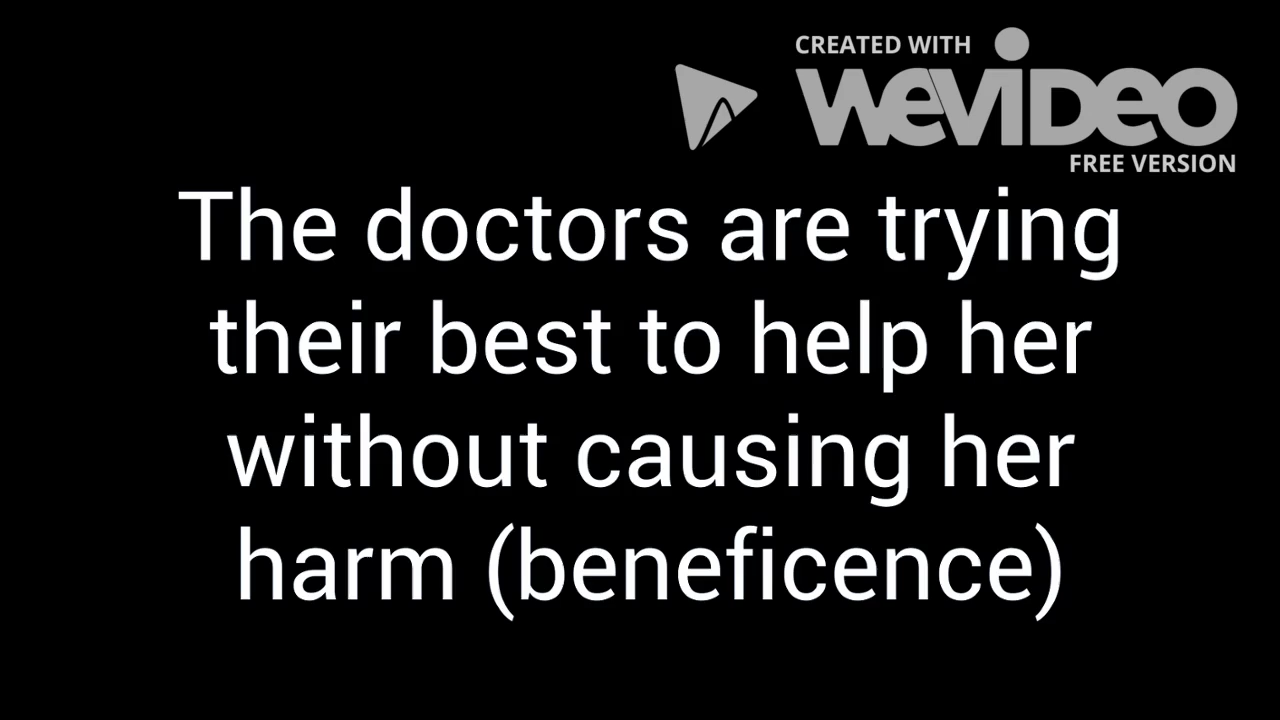 CREATED WITH
WEVIDEO
FREE VERSION
The doctors are trying
their best to help her
without causing her
harm (beneficence)